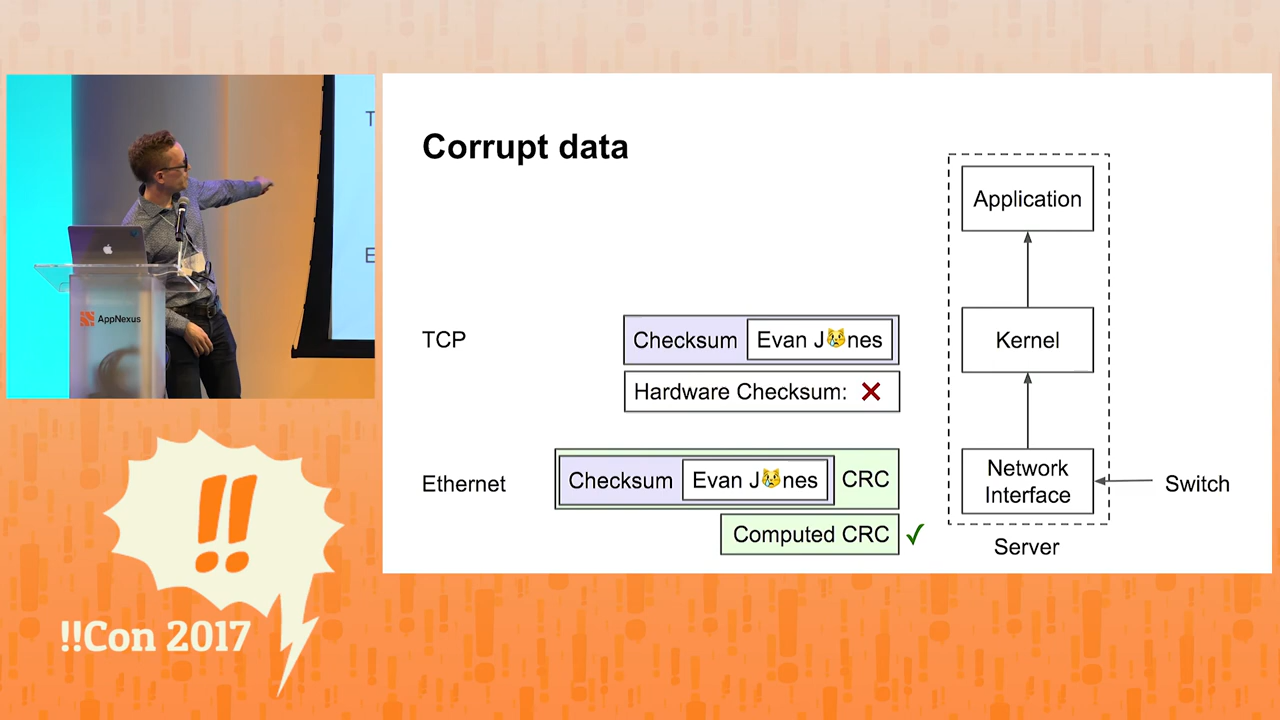 Corrupt data
Application
TCP
Checksum
Evan J😿nes
Kernel
Hardware Checksum: ❌
Ethernet
Checksum
Evan J😿nes
CRC
Network
Interface
Switch
Computed CRC ✓
Server
T
E
AppNexus
!!
!!Con 2017